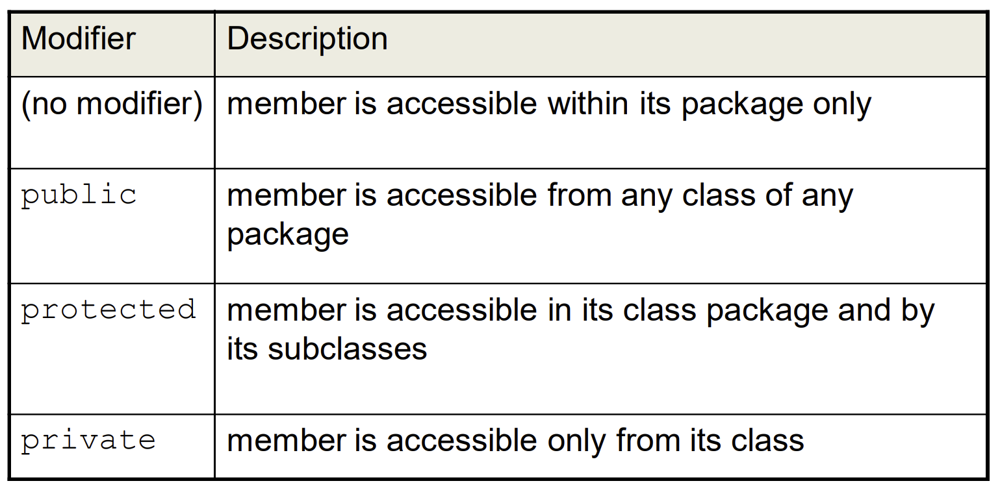 Modifier
Description
(no modifier)
member is accessible within its package only
public
member is accessible from any class of any
package
protected
member is accessible in its class package and by
its subclasses
private
member is accessible only from its class